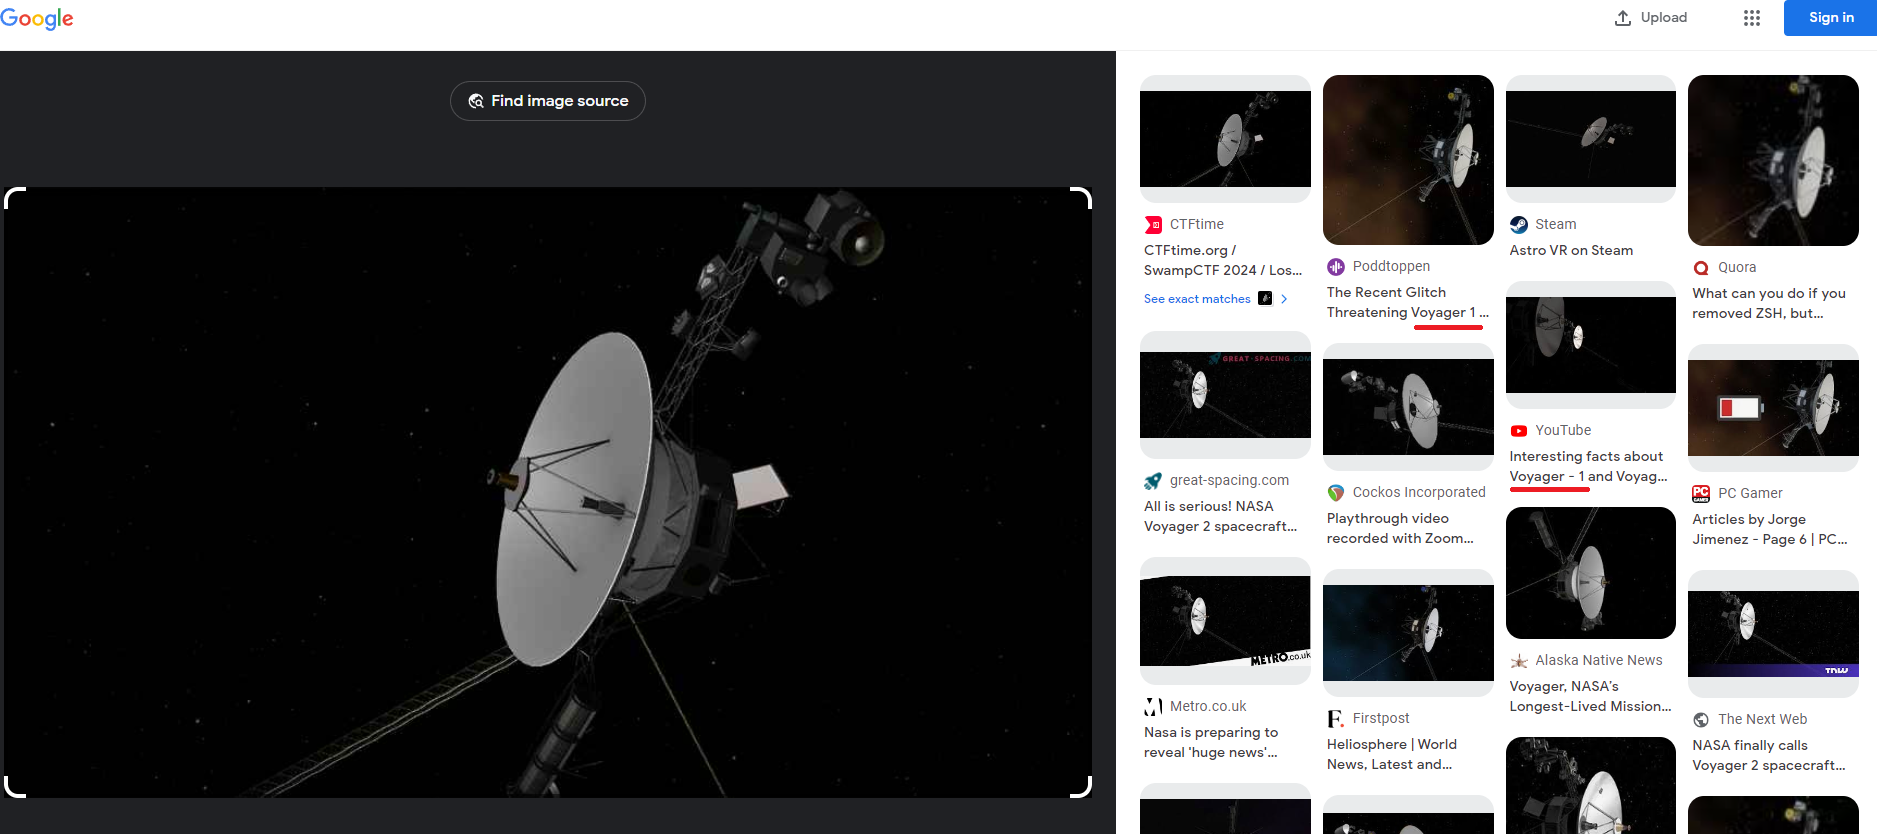 Google
Upload
Sign in
Find image source
CTFtime
CTFtime.org /
SwampCTF 2024 / Los...
See exact matches
GREAT-SPACING.COM
great-spacing.com
All is serious! NASA
Voyager 2 spacecraft...
METRO.co.uk
Metro.co.uk
Nasa is preparing to
reveal 'huge news'...
Poddtoppen
The Recent Glitch
Threatening Voyager 1 ...
Cockos Incorporated
Playthrough video
recorded with Zoom...
Firstpost
Heliosphere | World
News, Latest and...
Steam
Astro VR on Steam
YouTube
Interesting facts about
Voyager - 1 and Voyag...
Alaska Native News
Voyager, NASA's
Longest-Lived Mission...
Quora
What can you do if you
removed ZSH, but...
PC
GAMER
PC Gamer
Articles by Jorge
Jimenez - Page 6 | PC...
TNW
The Next Web
NASA finally calls
Voyager 2 spacecraft...